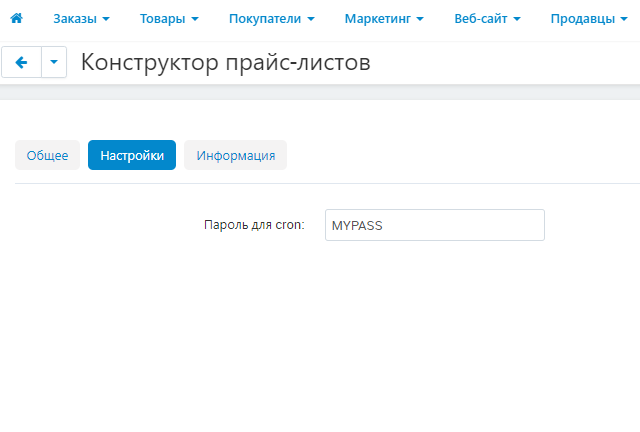 Заказы Товары Покупатели Маркетинг Веб-сайт Продавцы
Конструктор прайс-листов
Общее Настройки Информация
Пароль для cron: MYPASS